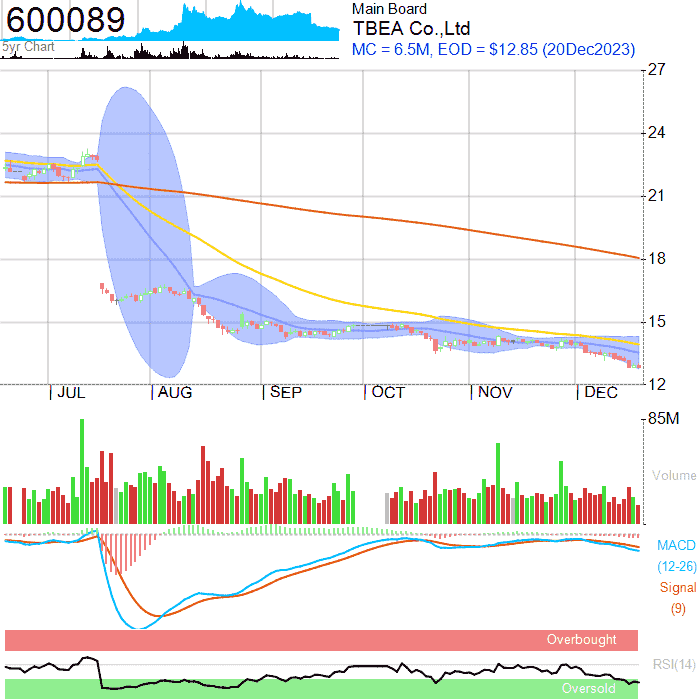 600089
5yr Chart
Main Board
TBEA Co.,Ltd
MC = 6.5M, EOD = $12.85 (20Dec2023)
27
24
21
18
15
12
JUL AUG SEP OCT NOV DEC
85M
Volume
MACD
(12-26)
Signal
(9)
Overbought
RSI(14)
Oversold